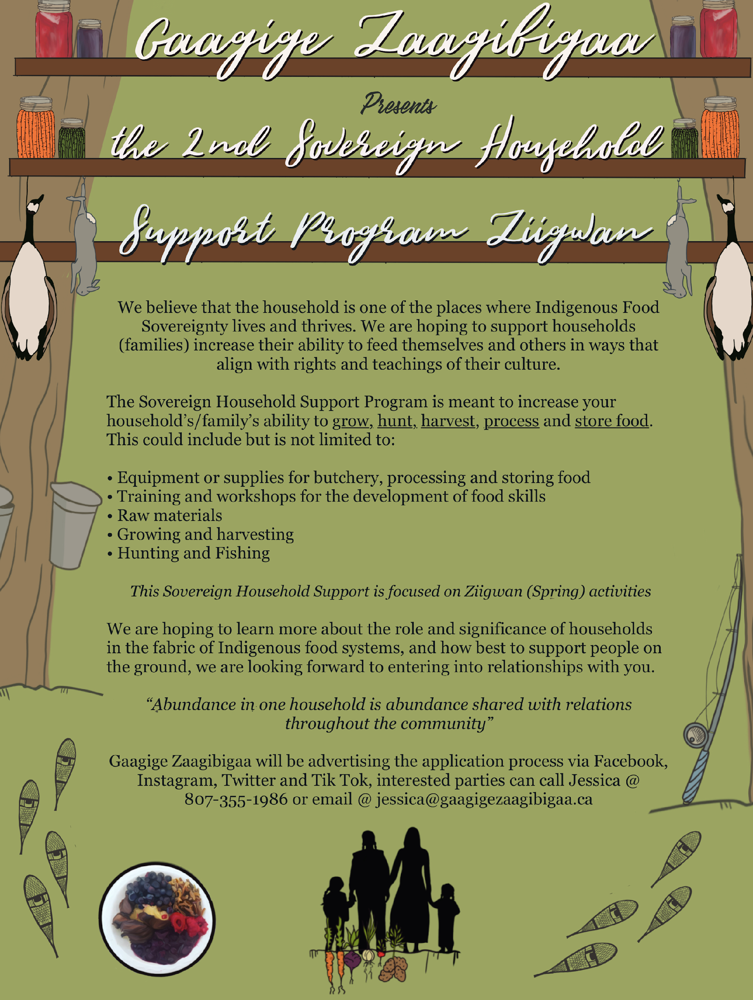 Gaagige Zaagibigaa
Presents
the 2nd Sovereign Household
Support Program Ziigwan
We believe that the household is one of the places where Indigenous Food
Sovereignty lives and thrives. We are hoping to support households
(families) increase their ability to feed themselves and others in ways that
align with rights and teachings of their culture.
The Sovereign Household Support Program is meant to increase your
household’s/family’s ability to grow, hunt, harvest, process and store food.
This could include but is not limited to:
• Equipment or supplies for butchery, processing and storing food
• Training and workshops for the development of food skills
• Raw materials
• Growing and harvesting
• Hunting and Fishing
This Sovereign Household Support is focused on Ziigwan (Spring) activities
We are hoping to learn more about the role and significance of households
in the fabric of Indigenous food systems, and how best to support people on
the ground, we are looking forward to entering into relationships with you.
“Abundance in one household is abundance shared with relations
throughout the community”
Gaagige Zaagibigaa will be advertising the application process via Facebook,
Instagram, Twitter and Tik Tok, interested parties can call Jessica @
807-355-1986 or email @ jessica@gaagigezaagibigaa.ca